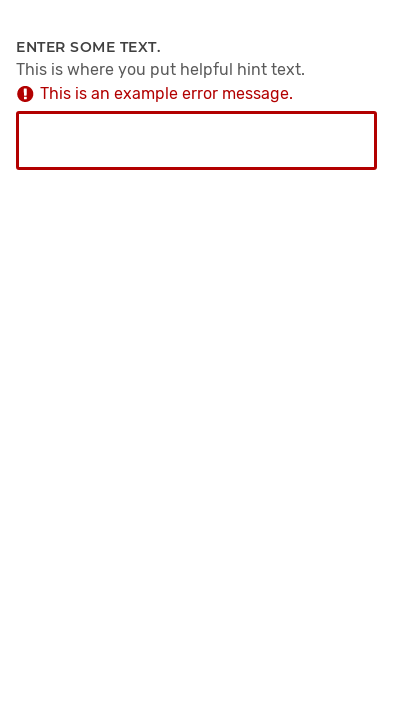 ENTER SOME TEXT.
This is where you put helpful hint text.
This is an example error message.